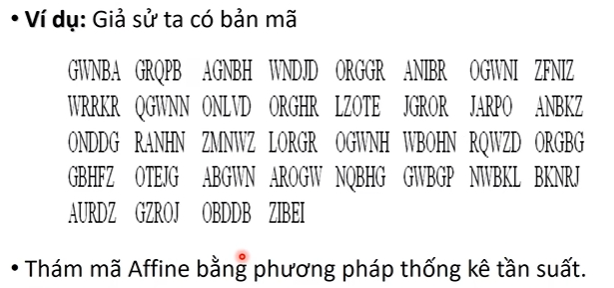 • Ví dụ: Giả sử ta có bản mã
GWNBA GRQPB AGNBH WNDJD ORGGR ANIBR OGWNI ZFNIZ
WRRKR QGWNN ONLVD ORGHR LZOTE JGROR JARPO ANBKZ
ONDDG RANHN ZMNWZ LORGR OGWNH WBOHN RQWZD ORGBG
GBHFZ OTEJG ABGWN AROGW NQBHG GWBGP NWBKL BKNRJ
AURDZ GZROJ OBDDB ZIBEI
• Thám mã Affine bằng phương pháp thống kê tần suất.